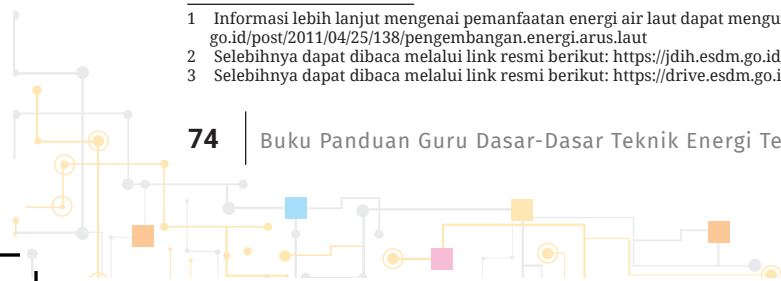 1 Informasi lebih lanjut mengenai pemanfaatan energi air laut dapat mengu
go.id/post/2011/04/25/138/pengembangan.energi.arus.laut
2 Selebihnya dapat dibaca melalui link resmi berikut: https://jdih.esdm.go.id
3 Selebihnya dapat dibaca melalui link resmi berikut: https://drive.esdm.go.i
74 Buku Panduan Guru Dasar-Dasar Teknik Energi Te